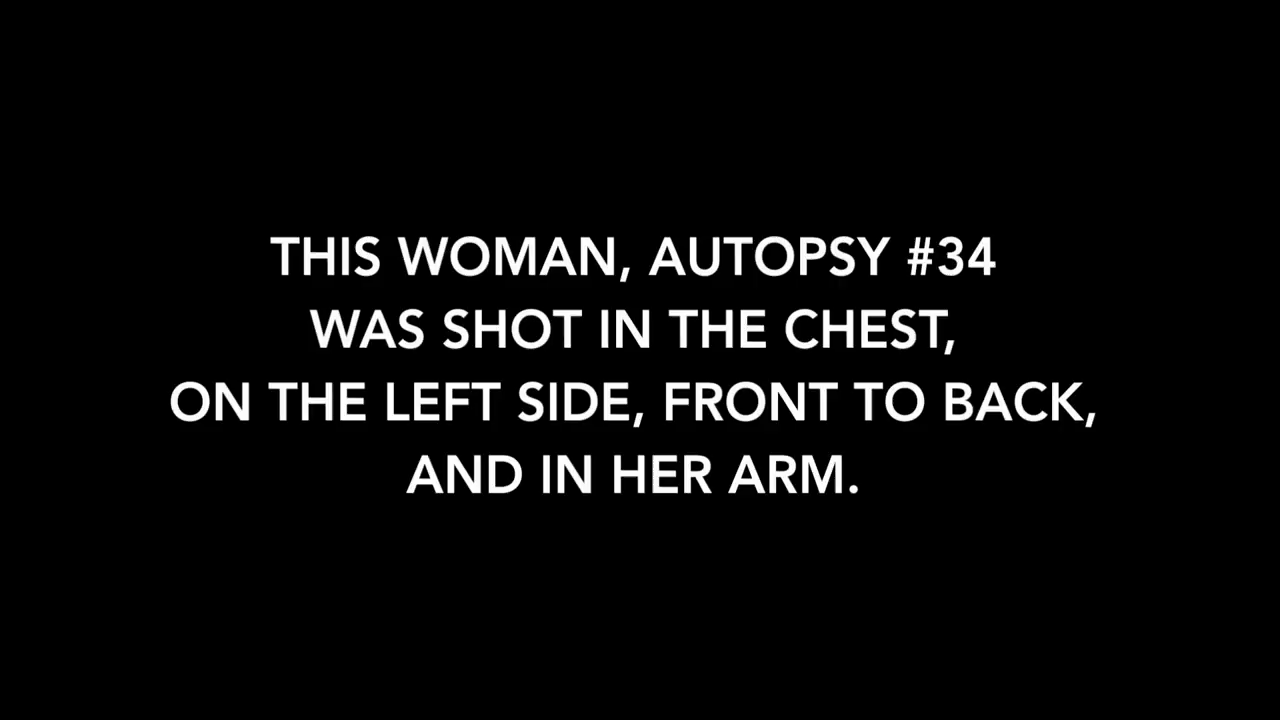 THIS WOMAN, AUTOPSY #34
WAS SHOT IN THE CHEST,
ON THE LEFT SIDE, FRONT TO BACK,
AND IN HER ARM.